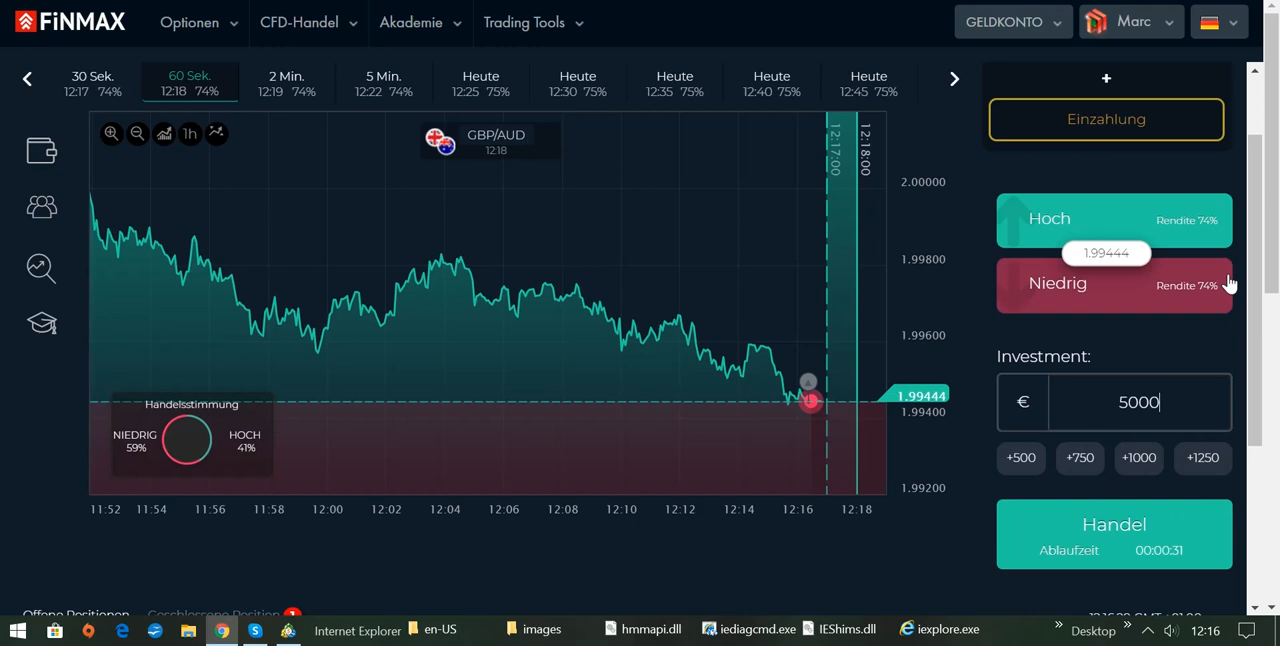 FiNMAX
Optionen
CFD-Handel
Akademie
Trading Tools
GELDKONTO
Marc
30 Sek.
12:17 74%
60 Sek.
12:18 74%
2 Min.
12:19 74%
5 Min.
12:22 74%
Heute
12:25 75%
Heute
12:30 75%
Heute
12:35 75%
Heute
12:40 75%
Heute
12:45 75%
+
Einzahlung
1h
GBP/AUD
12:18
12:17:00
12:18:00
2.00000
1.99800
1.99600
1.99444
1.99400
1.99200
Hoch
Rendite 74%
1.99444
Niedrig
Rendite 74%
Investment:
€
5000
+500
+750
+1000
+1250
Handel
Ablaufzeit 00:00:31
Handelsstimmung
NIEDRIG
59%
HOCH
41%
11:52 11:54 11:56 11:58 12:00 12:02 12:04 12:06 12:08 12:10 12:12 12:14 12:16 12:18
Offene Positionen
Geschlossene Position
1
Internet Explorer
en-US
images
hmmapi.dll
iediagcmd.exe
IEShims.dll
iexplore.exe
»
Desktop
»
12:16